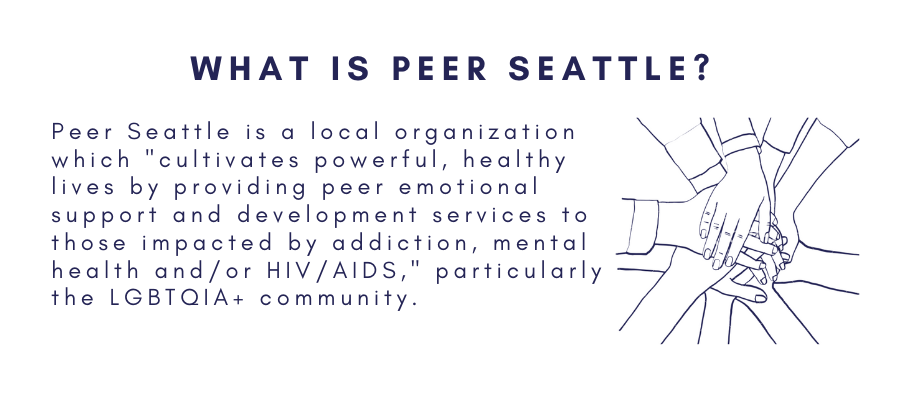 WHAT IS PEER SEATTLE?
Peer Seattle is a local organization
which "cultivates powerful, healthy
lives by providing peer emotional
support and development services to
those impacted by addiction, mental
health and/or HIV/AIDS," particularly
the LGBTQIA+ community.